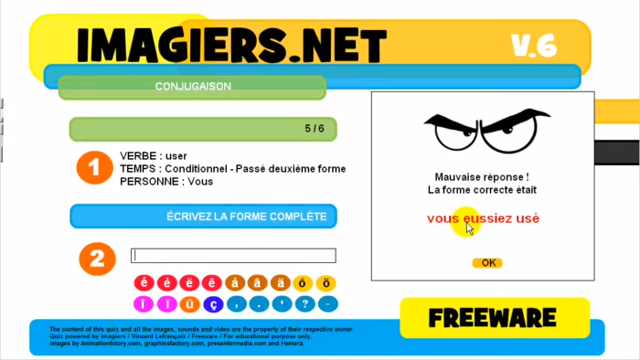 IMAGIERS.NET
V.6
CONJUGAISON
5 / 6
1
VERBE : user
TEMPS : Conditionnel - Passé deuxième forme
PERSONNE : Vous
ÉCRIVEZ LA FORME COMPLÈTE
2
Mauvaise réponse !
La forme correcte était
vous eussiez usé
OK
FREEWARE
The content of this quiz and all the images, sounds and video are the property of their respective owner.
Quiz powered by Imagiers / Vincent Lefrançois / Freeware / For educational purpose only.
Images by Animationfctory.com, graphicsfactory.com, presentermedia.com and Hemera.